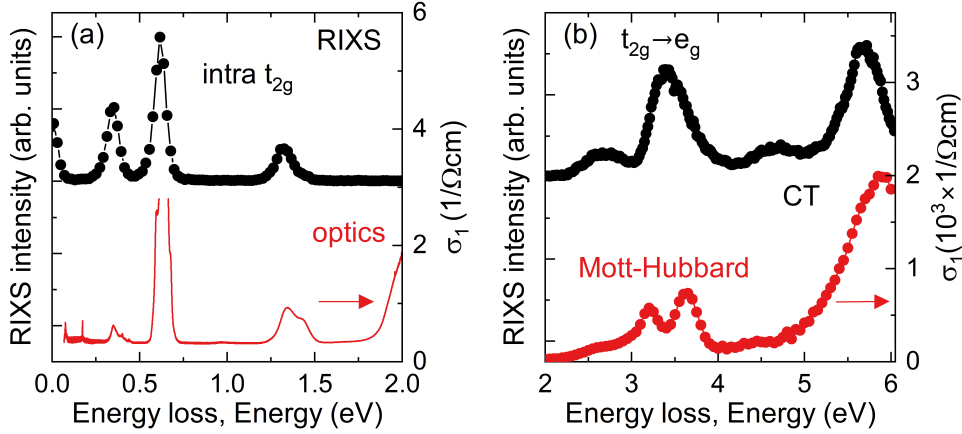 (a)
RIXS
intra t2g
optics
RIXS intensity (arb. units)
0.0 0.5 1.0 1.5 2.0
Energy loss, Energy (eV)
6
4
2
0
σ1 (1/Ωcm)
(b)
t2g→eg
CT
Mott-Hubbard
RIXS intensity (arb. units)
2 3 4 5 6
Energy loss, Energy (eV)
3
2
1
0
σ1(10³×1/Ωcm)